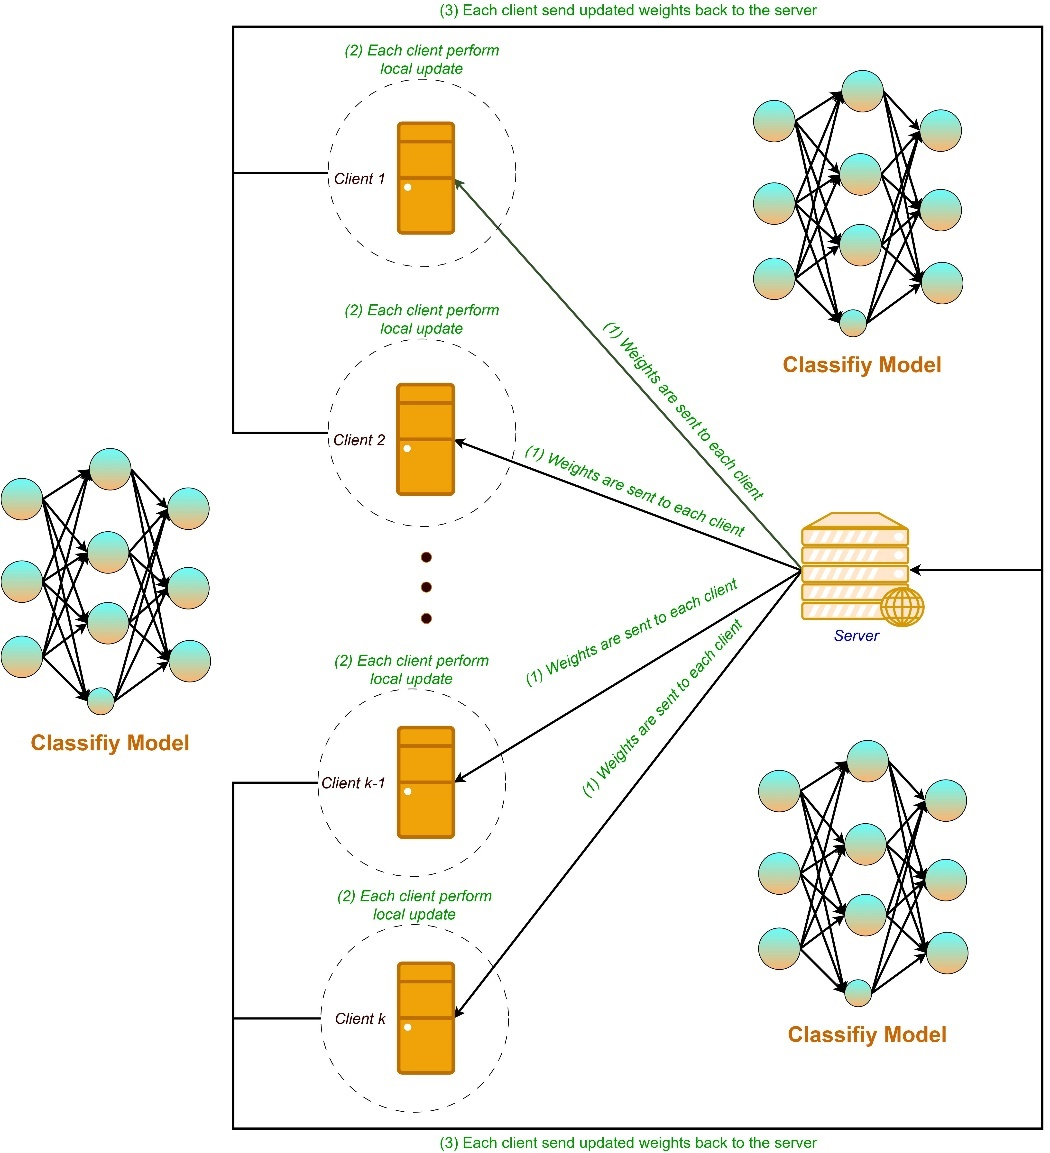 (3) Each client send updated weights back to the server
(2) Each client perform
local update
Client 1
Classifiy Model
(2) Each client perform
local update
Client 2
(1) Weights are sent to each client
(1) Weights are sent to each client
Server
(1) Weights are sent to each client
(1) Weights are sent to each client
Classifiy Model
(2) Each client perform
local update
Client k-1
(2) Each client perform
local update
Client k
Classifiy Model
(3) Each client send updated weights back to the server